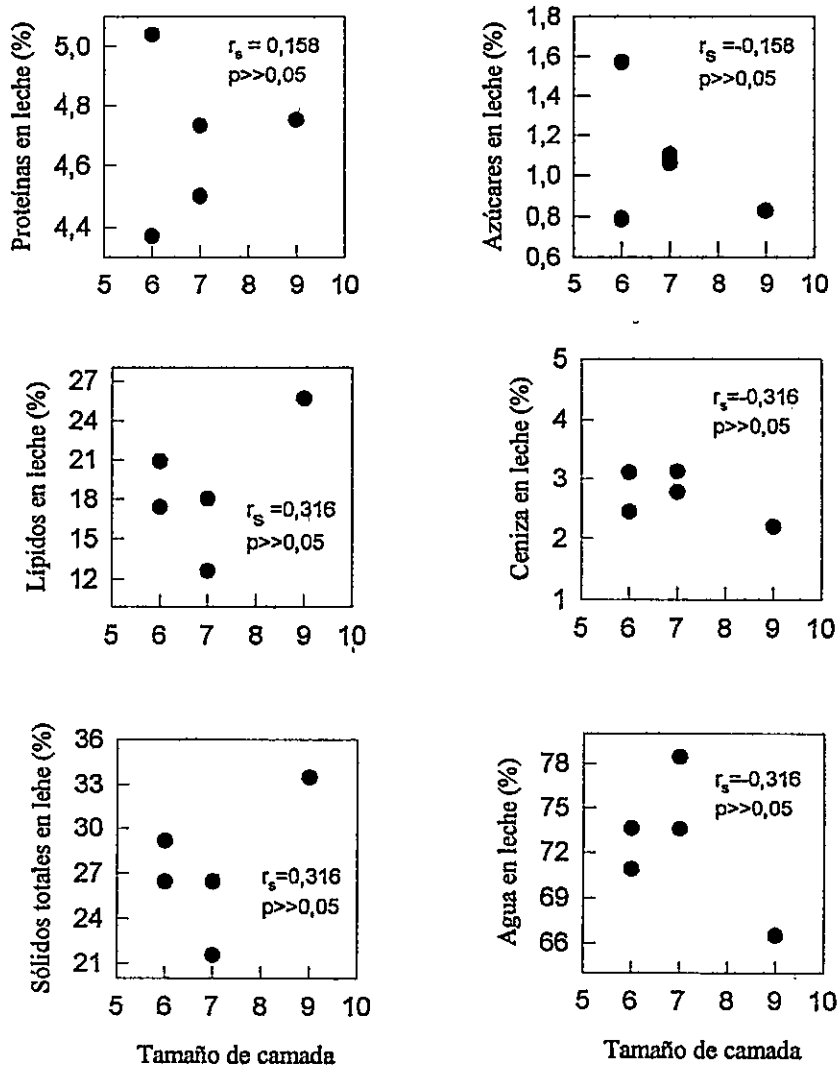 Proteínas en leche (%)
5,0
4,8
4,6
4,4
rs = 0,158
p>>0,05
5 6 7 8 9 10
Azúcares en leche (%)
1,8
1,6
1,4
1,2
1,0
0,8
0,6
rs =-0,158
p>>0,05
5 6 7 8 9 10
Lípidos en leche (%)
27
24
21
18
15
12
rs =0,316
p>>0,05
5 6 7 8 9 10
Ceniza en leche (%)
5
4
3
2
1
rs=-0,316
p>>0,05
5 6 7 8 9 10
Sólidos totales en lehe (%)
36
33
30
27
24
21
rs=0,316
p>>0,05
5 6 7 8 9 10
Tamaño de camada
Agua en leche (%)
78
75
72
69
66
rs=-0,316
p>>0,05
5 6 7 8 9 10
Tamaño de camada